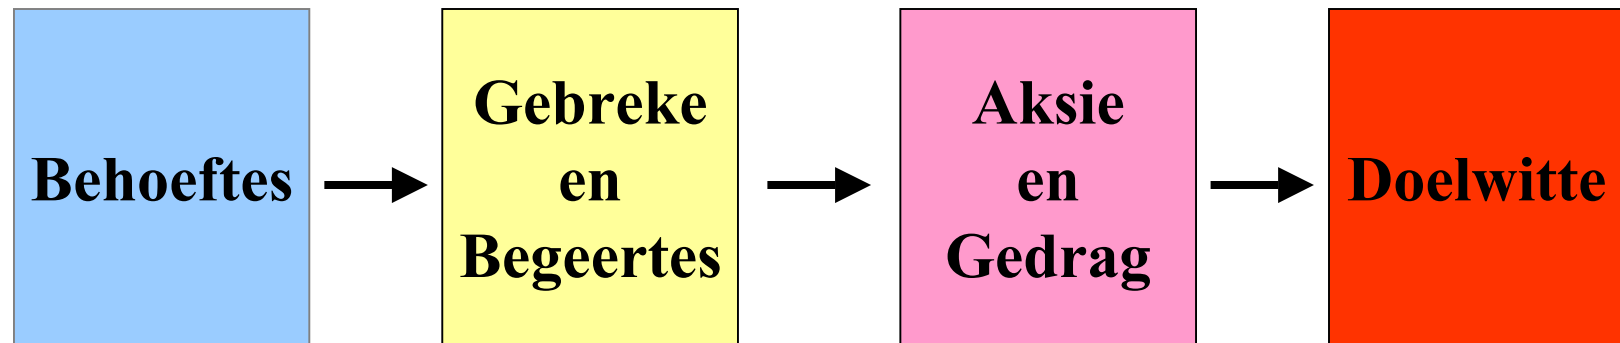 Behoeftes
Gebreke
en
Begeertes
Aksie
en
Gedrag
Doelwitte